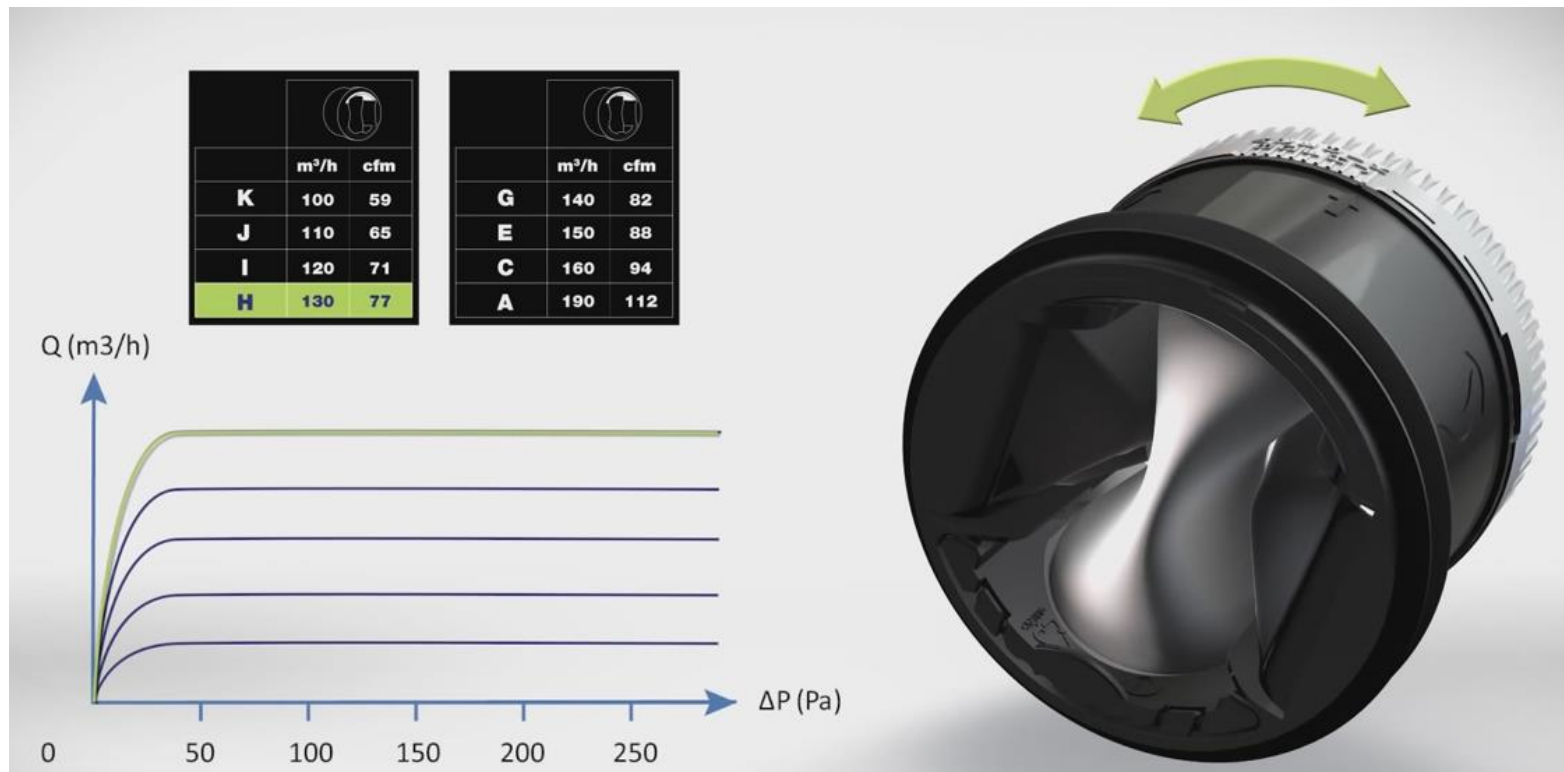 m³/h cfm
K 100 59
J 110 65
I 120 71
H 130 77
m³/h cfm
G 140 82
E 150 88
C 160 94
A 190 112
Q (m3/h)
ΔP (Pa)
0 50 100 150 200 250